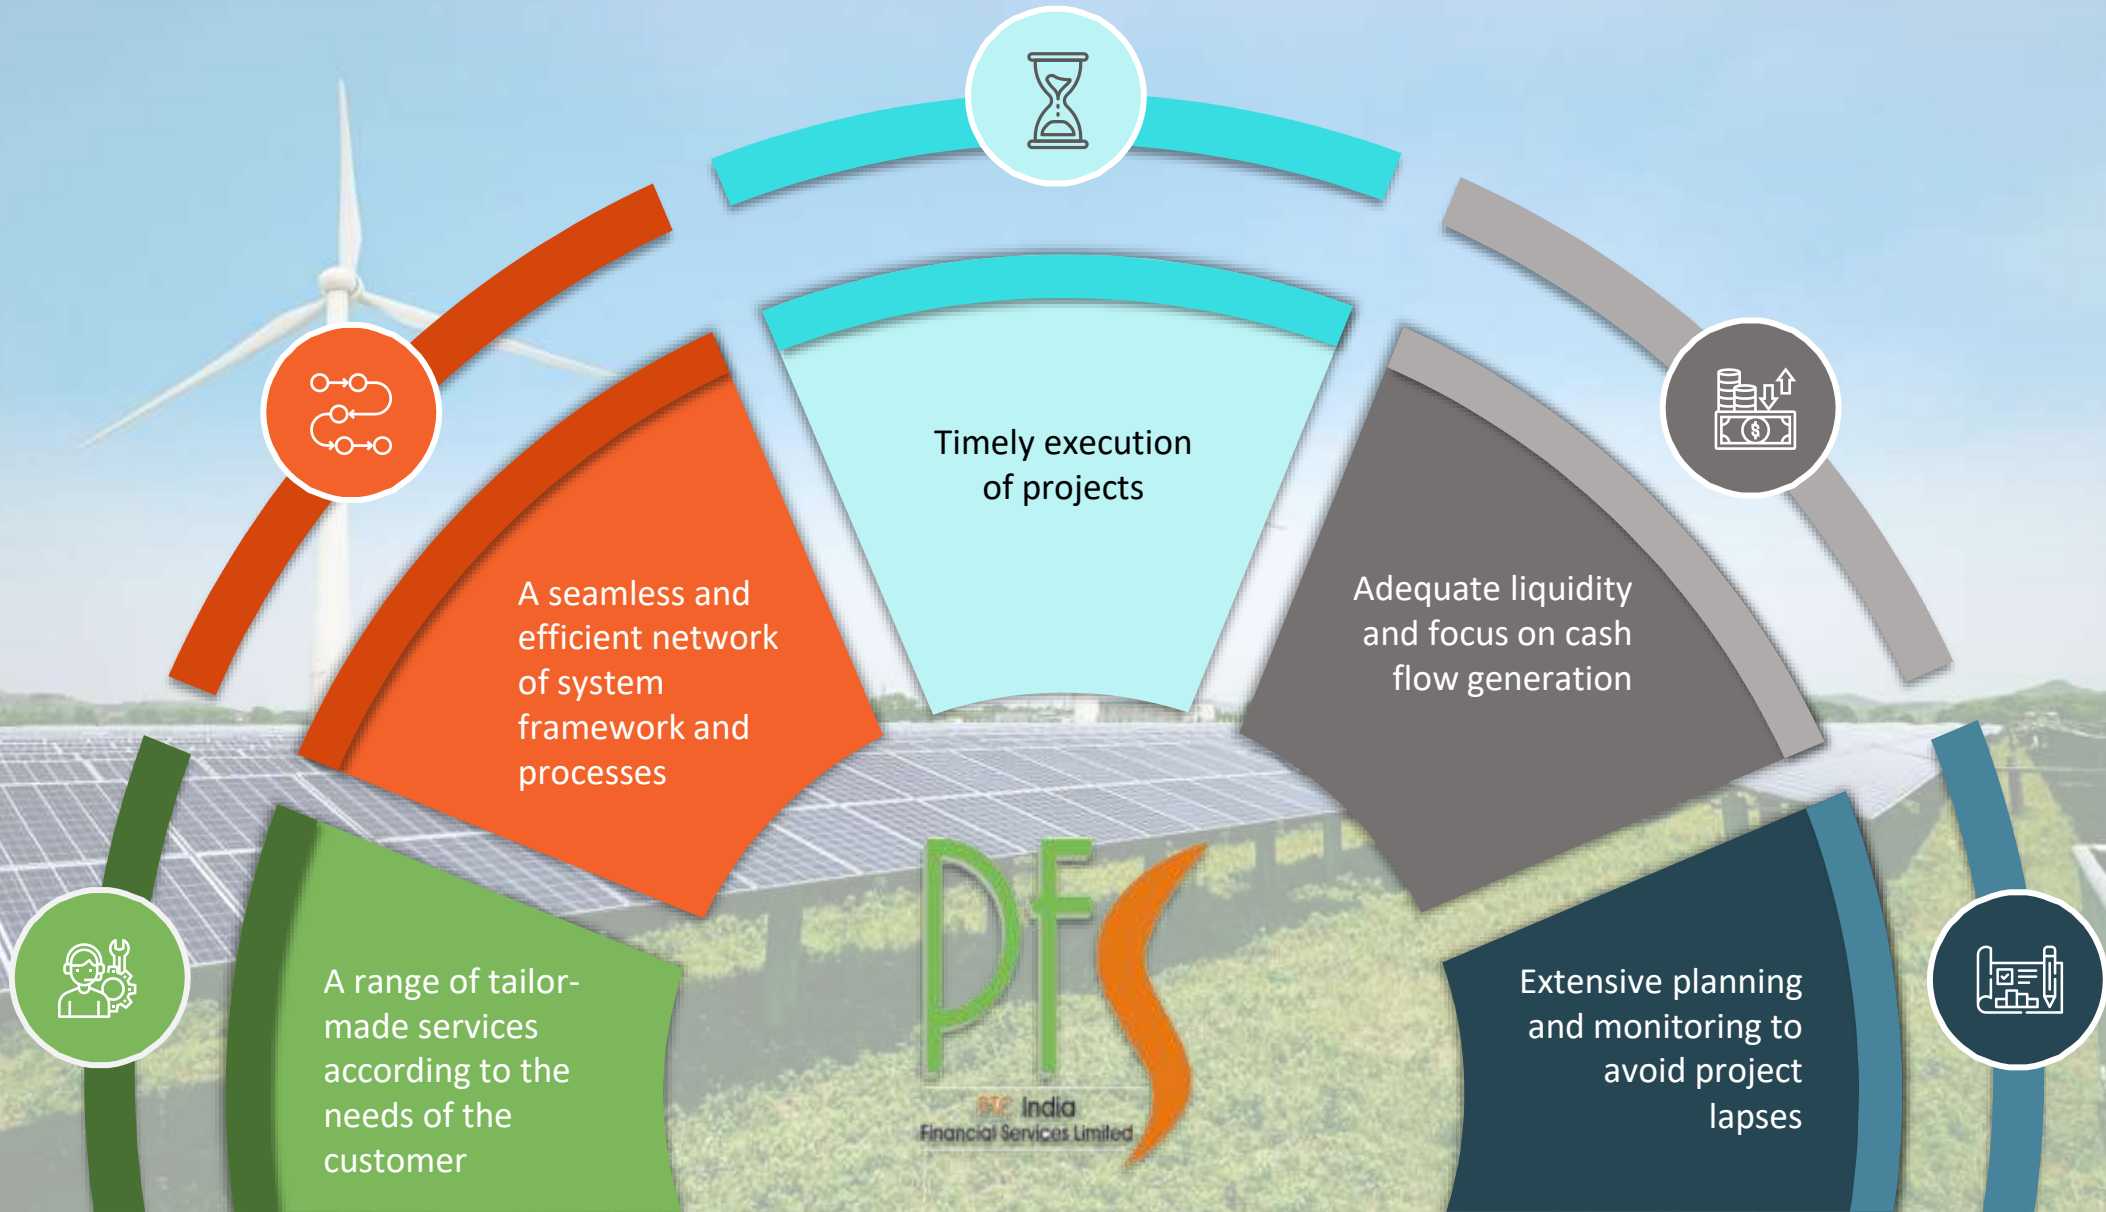 Timely execution
of projects
A seamless and
efficient network
of system
framework and
processes
Adequate liquidity
and focus on cash
flow generation
A range of tailor-
made services
according to the
needs of the
customer
Extensive planning
and monitoring to
avoid project
lapses
PFS
PTC India
Financial Services Limited